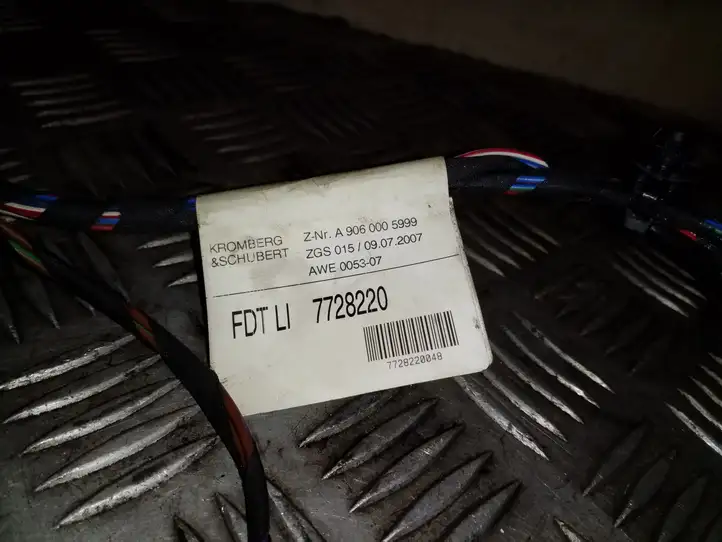 KROMBERG
&SCHUBERT
Z-Nr. A 906 000 5999
ZGS 015 / 09.07.2007
AWE 0053-07
FDT LI 7728220
7728220048